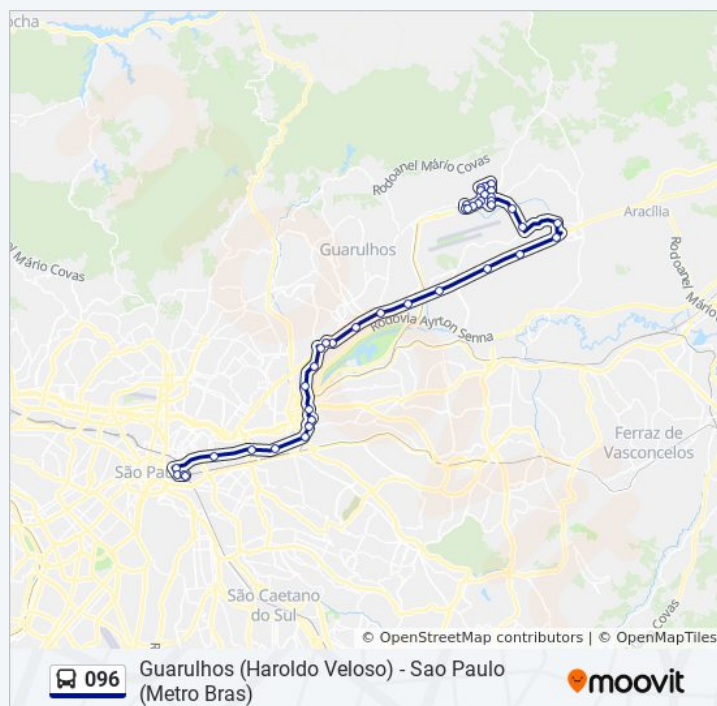 ocha
Rodoanel Mário Covas
Aracília
Guarulhos
Mário Covas
Rodoanel Mário
Rodovia Ayrton Senna
Ferraz de
Vasconcelos
São Pau
São Caetano
do Sul
Covas
R
© OpenStreetMap contributors | © OpenMapTiles
096
Guarulhos (Haroldo Veloso) - Sao Paulo
(Metro Bras)
moovit